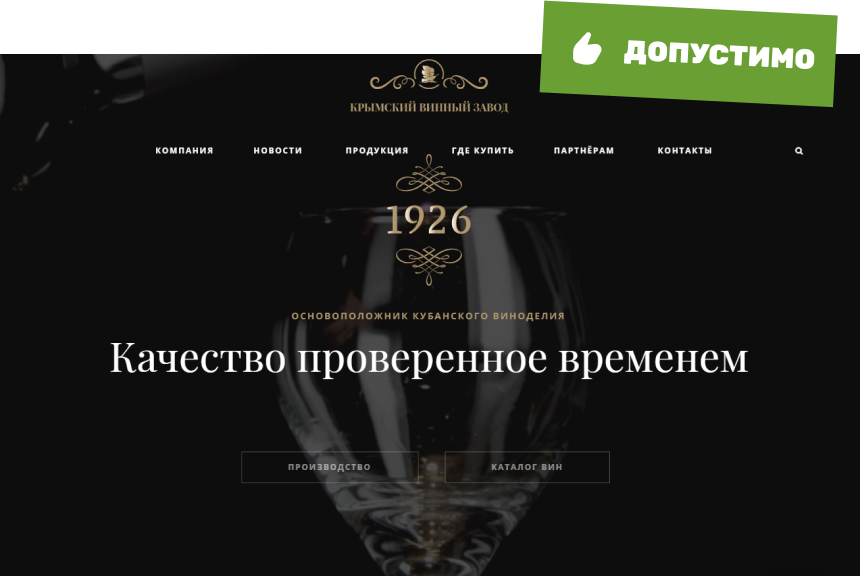 ДОПУСТИМО
КРЫМСКИЙ ВИННЫЙ ЗАВОД
КОМПАНИЯ НОВОСТИ ПРОДУКЦИЯ ГДЕ КУПИТЬ ПАРТНЁРАМ КОНТАКТЫ
1926
ОСНОВОПОЛОЖНИК КУБАНСКОГО ВИНОДЕЛИЯ
Качество проверенное временем
ПРОИЗВОДСТВО КАТАЛОГ ВИН